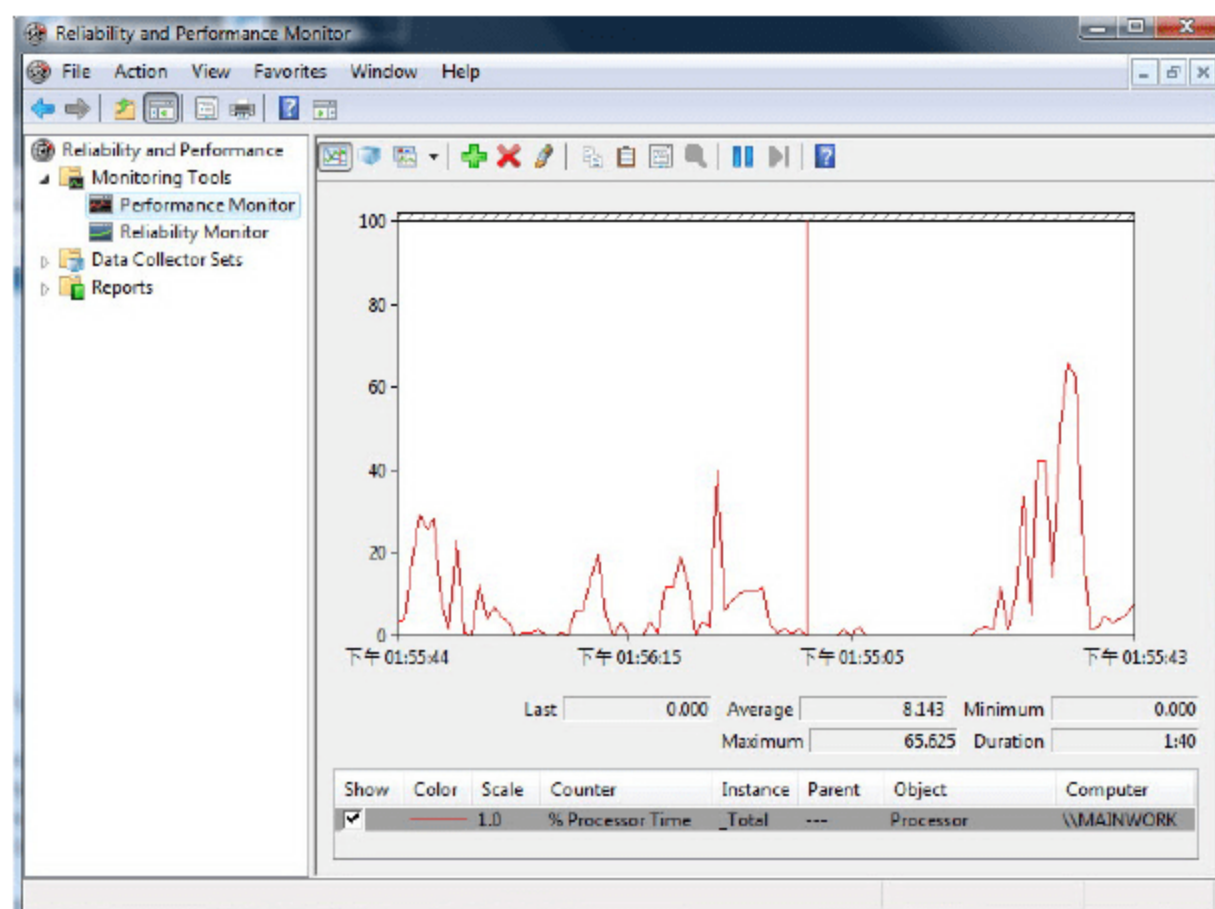 Reliability and Performance Monitor
File Action View Favorites Window Help
Reliability and Performance
Monitoring Tools
Performance Monitor
Reliability Monitor
Data Collector Sets
Reports
100
80
60
40
20
0
下午 01:55:44 下午 01:56:15 下午 01:55:05 下午 01:55:43
Last 0.000 Average 8.143 Minimum 0.000
Maximum 65.625 Duration 1:40
Show Color Scale Counter Instance Parent Object Computer
1.0 % Processor Time _Total --- Processor \\MAINWORK